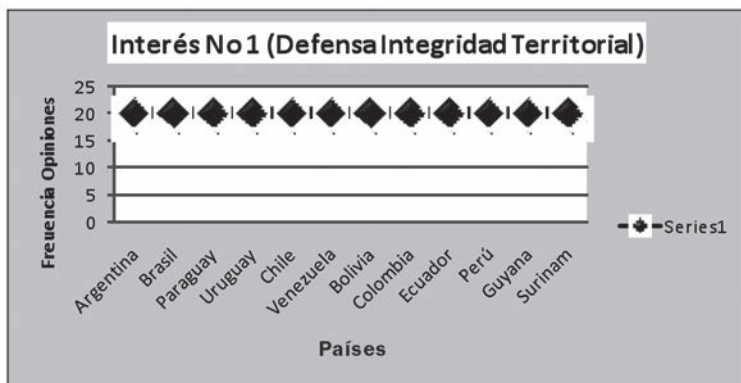 Interés No 1 (Defensa Integridad Territorial)
Freuencia Opiniones
25
20
15
10
5
0
Argentina
Brasil
Paraguay
Uruguay
Chile
Venezuela
Bolivia
Colombia
Ecuador
Perú
Guyana
Surinam
Países
Series1